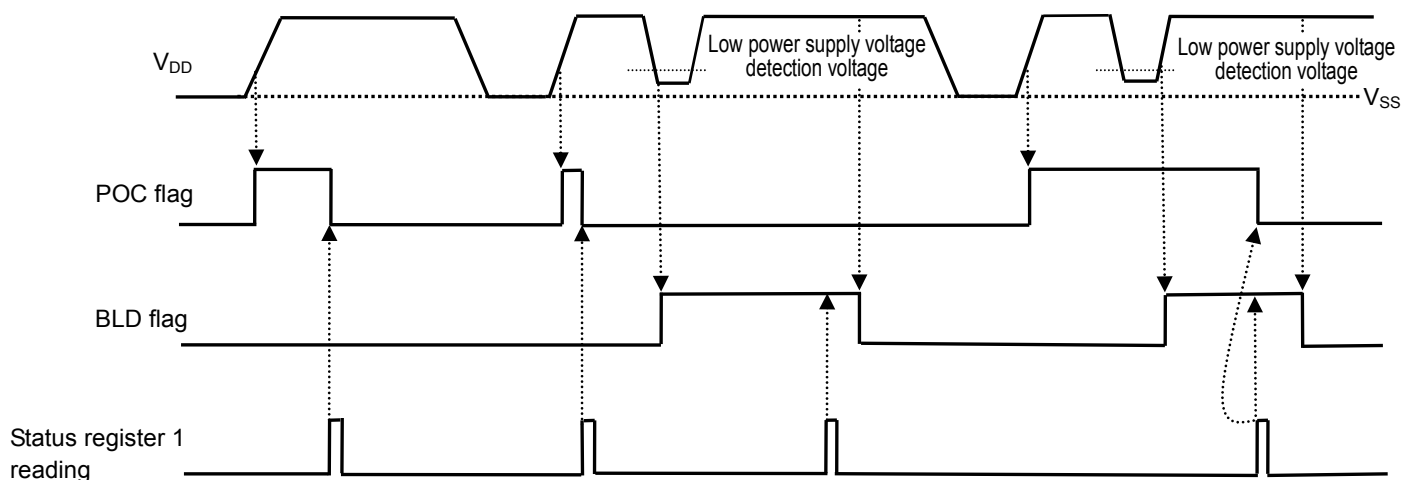 Low power supply voltage
detection voltage
Low power supply voltage
detection voltage
VDD
VSS
POC flag
BLD flag
Status register 1
reading